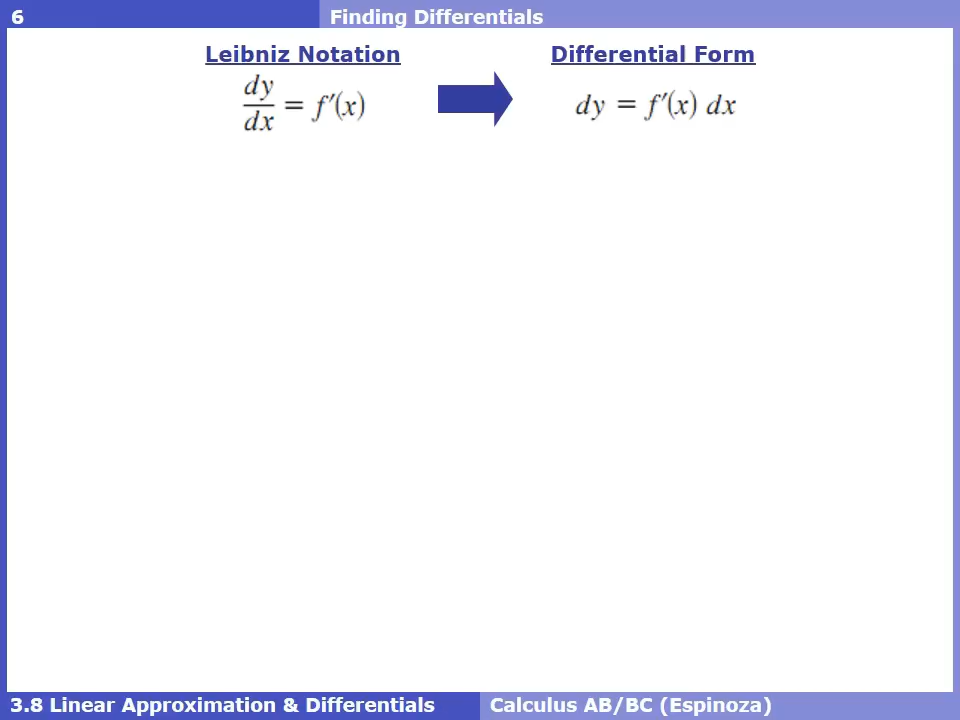 6 Finding Differentials
Leibniz Notation Differential Form
dy/dx = f′(x) dy = f′(x) dx
3.8 Linear Approximation & Differentials Calculus AB/BC (Espinoza)